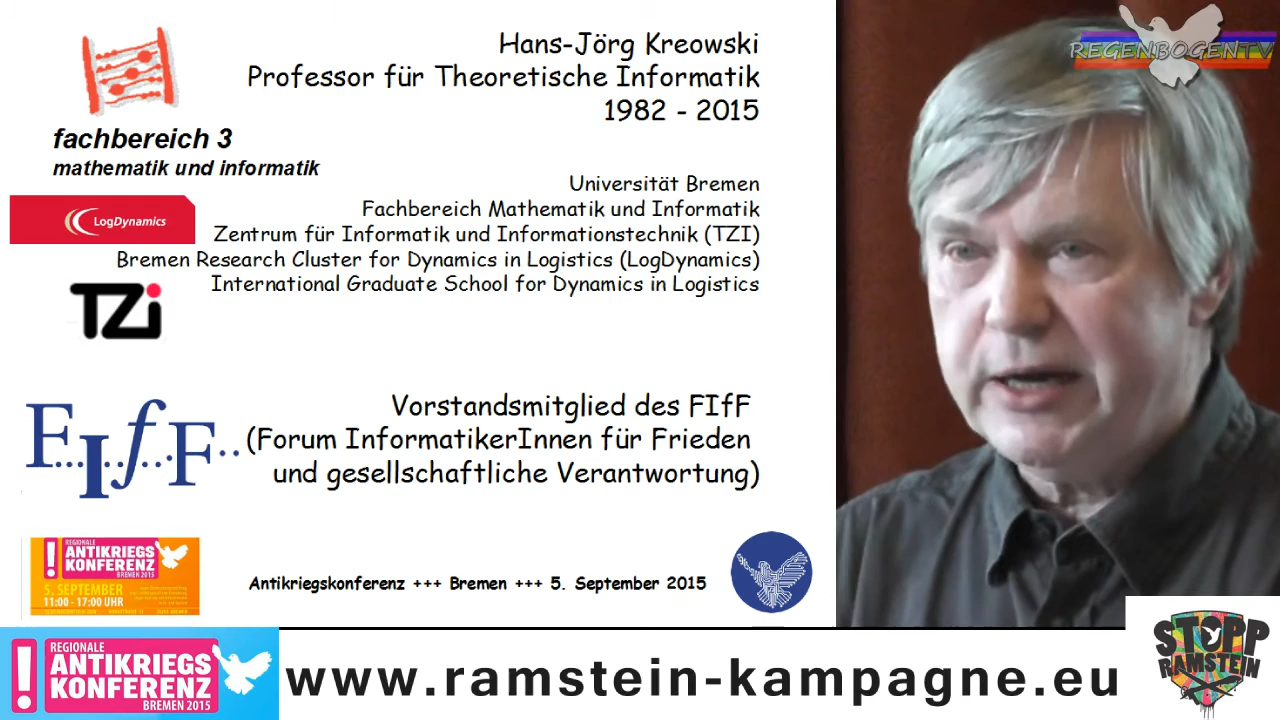 Hans-Jörg Kreowski
Professor für Theoretische Informatik
1982 - 2015
fachbereich 3
mathematik und informatik
Universität Bremen
Fachbereich Mathematik und Informatik
Zentrum für Informatik und Informationstechnik (TZI)
Bremen Research Cluster for Dynamics in Logistics (LogDynamics)
International Graduate School for Dynamics in Logistics
LogDynamics
TZi
FIfF
Vorstandsmitglied des FIfF
(Forum InformatikerInnen für Frieden
und gesellschaftliche Verantwortung)
REGIONALE
ANTIKRIEGS
KONFERENZ
BREMEN 2015
5. SEPTEMBER
11:00 - 17:00 UHR
Antikriegskonferenz +++ Bremen +++ 5. September 2015
REGENBOGENTV
REGIONALE
ANTIKRIEGS
KONFERENZ
BREMEN 2015
www.ramstein-kampagne.eu
STOPP
RAMSTEIN